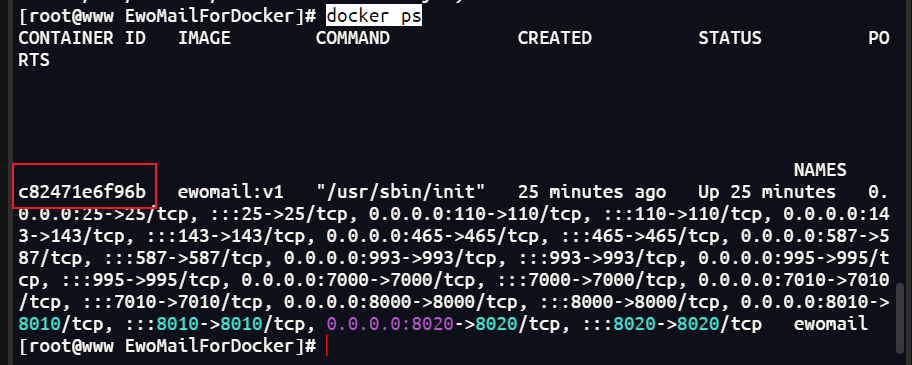 [root@www EwoMailForDocker]# docker ps
CONTAINER ID   IMAGE        COMMAND            CREATED          STATUS          PO
RTS
NAMES
c82471e6f96b   ewomail:v1   "/usr/sbin/init"   25 minutes ago   Up 25 minutes   0.
0.0.0:25->25/tcp, :::25->25/tcp, 0.0.0.0:110->110/tcp, :::110->110/tcp, 0.0.0.0:14
3->143/tcp, :::143->143/tcp, 0.0.0.0:465->465/tcp, :::465->465/tcp, 0.0.0.0:587->5
87/tcp, :::587->587/tcp, 0.0.0.0:993->993/tcp, :::993->993/tcp, 0.0.0.0:995->995/t
cp, :::995->995/tcp, 0.0.0.0:7000->7000/tcp, :::7000->7000/tcp, 0.0.0.0:7010->7010
/tcp, :::7010->7010/tcp, 0.0.0.0:8000->8000/tcp, :::8000->8000/tcp, 0.0.0.0:8010->
8010/tcp, :::8010->8010/tcp, 0.0.0.0:8020->8020/tcp, :::8020->8020/tcp   ewomail
[root@www EwoMailForDocker]#